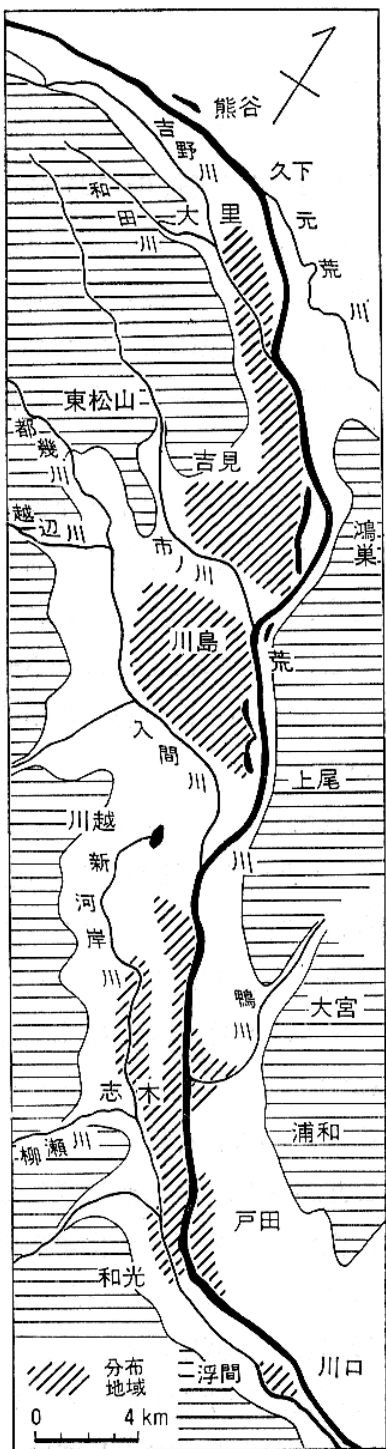 熊谷
吉野川
久下
元荒川
和田川
大里
東松山
都幾川
吉見
越辺川
市ノ川
鴻巣
川島
荒川
入間川
上尾
川越
新河岸川
鴨川
大宮
志木
浦和
柳瀬川
戸田
和光
分布
地域
浮間
川口
0 4km